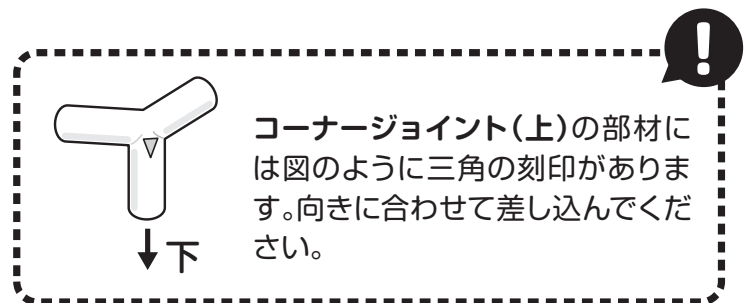 !
コーナージョイント(上)の部材に
は図のように三角の刻印がありま
す。向きに合わせて差し込んでくだ
さい。
下